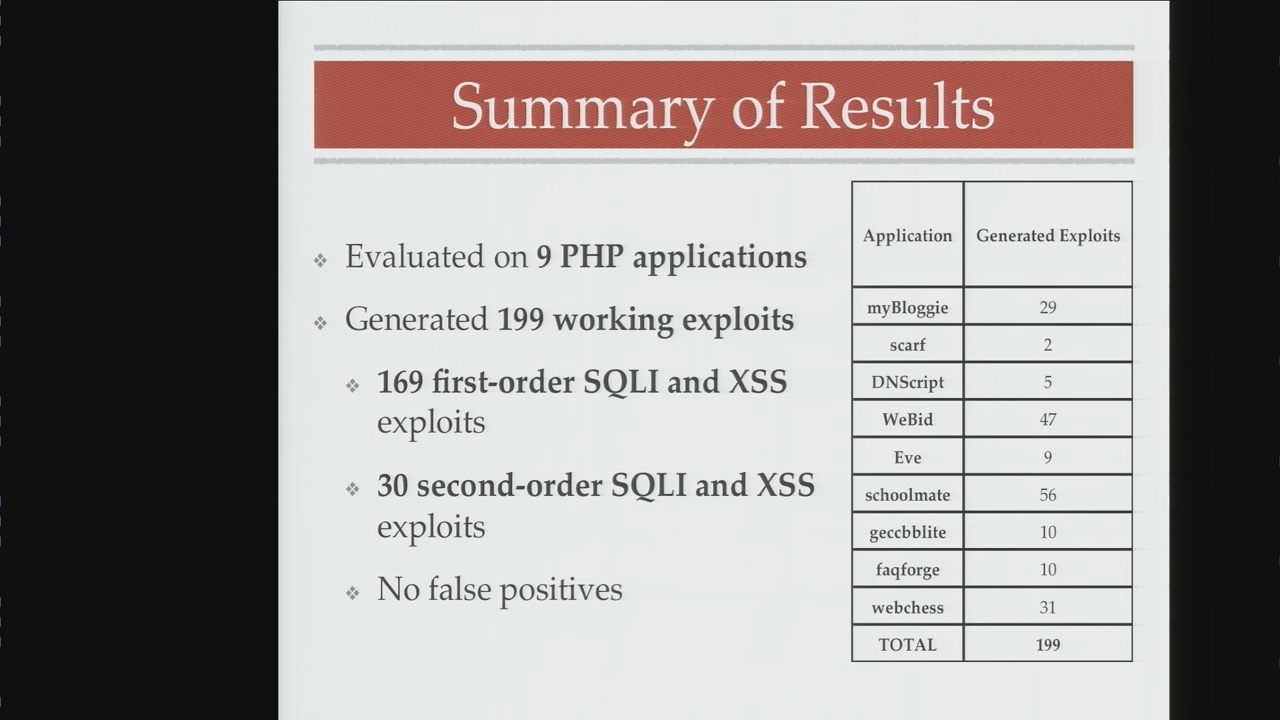 Summary of Results
❖ Evaluated on 9 PHP applications
❖ Generated 199 working exploits
❖ 169 first-order SQLI and XSS
exploits
❖ 30 second-order SQLI and XSS
exploits
❖ No false positives
Application Generated Exploits
myBloggie 29
scarf 2
DNScript 5
WeBid 47
Eve 9
schoolmate 56
geccbblite 10
faqforge 10
webchess 31
TOTAL 199